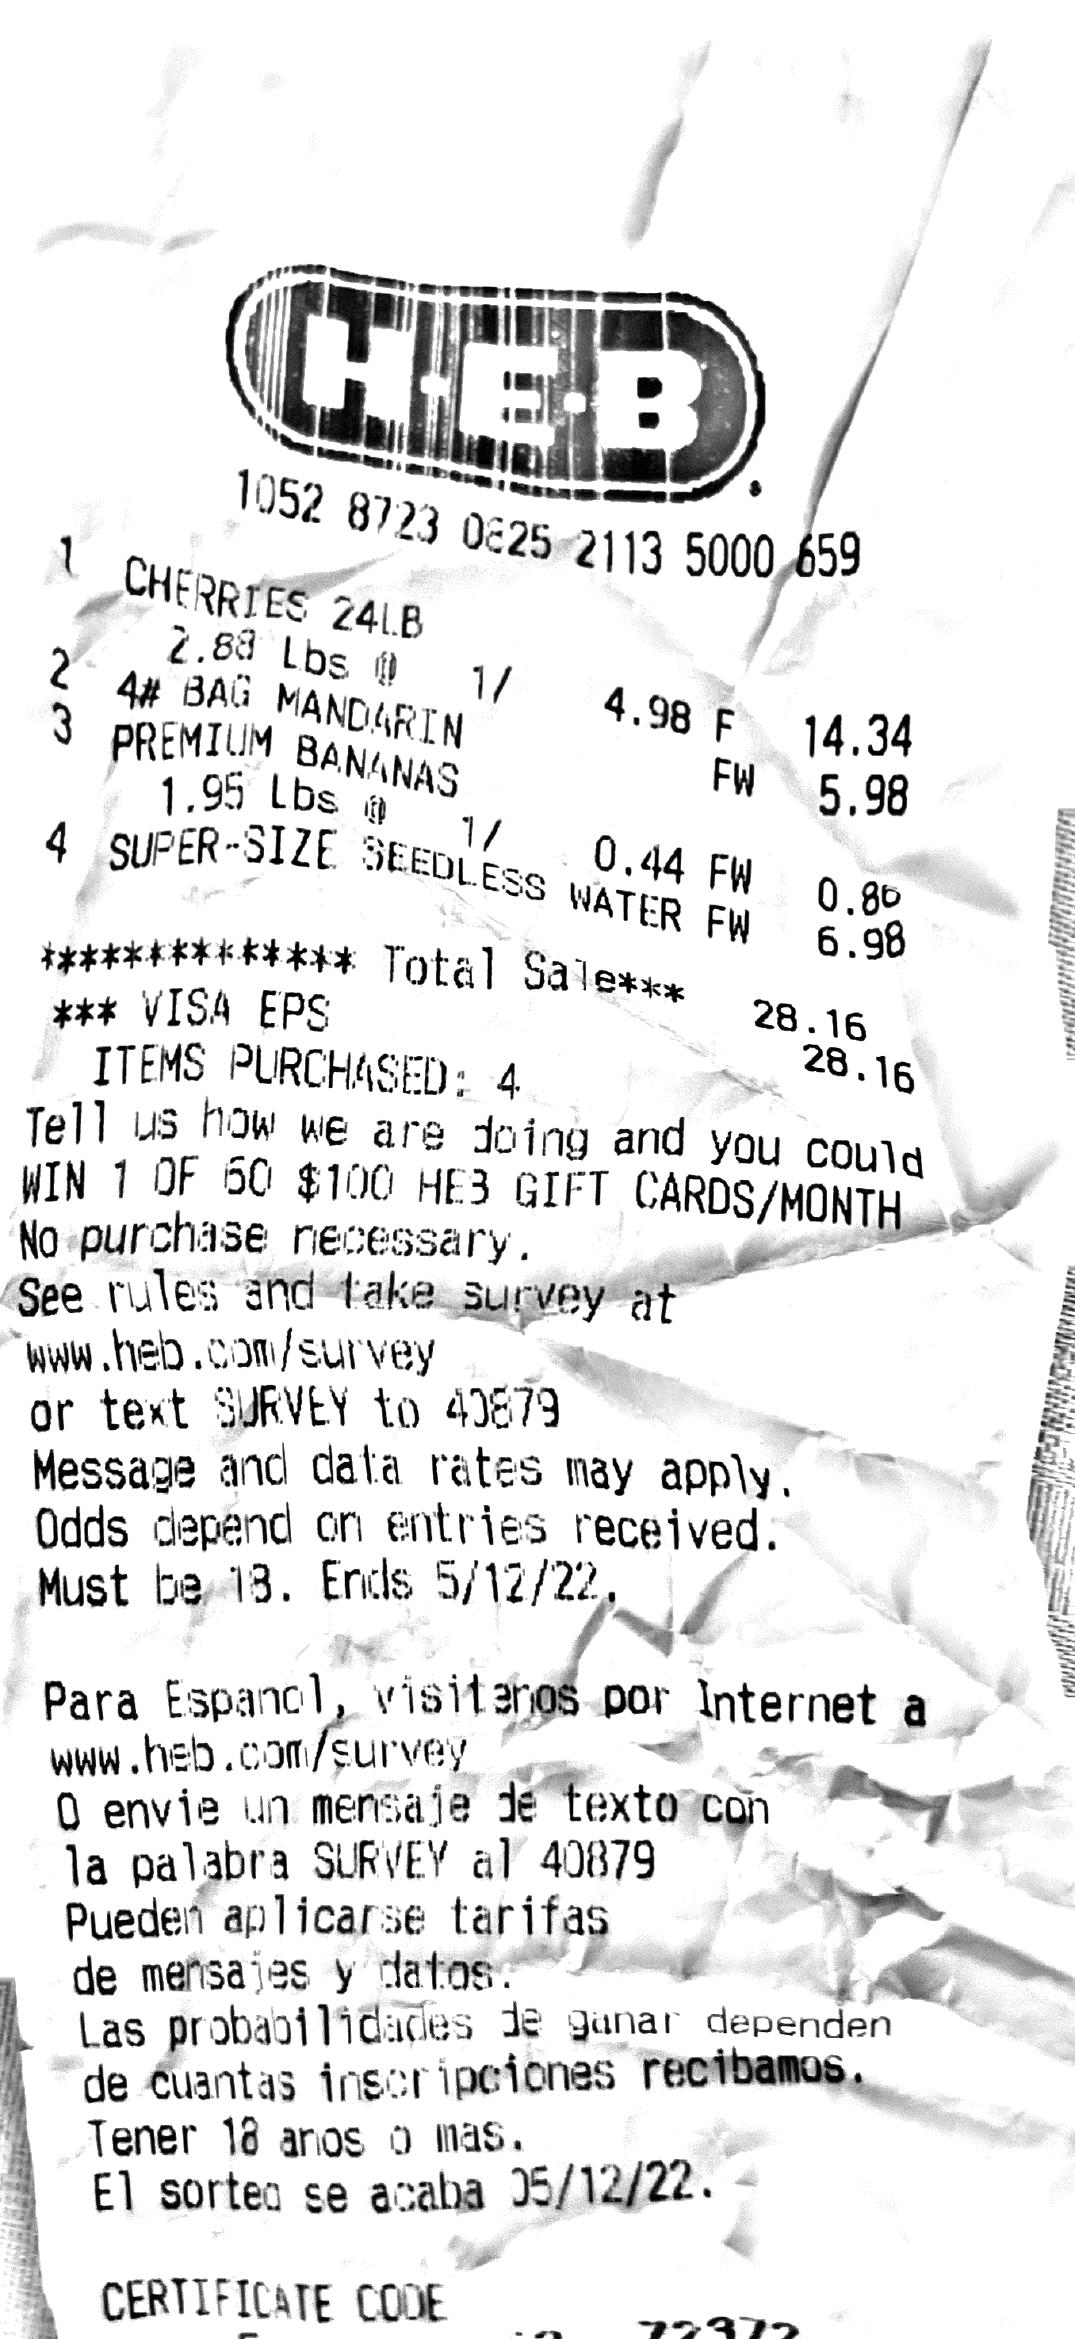 H-E-B
1052 8723 0625 2113 5000 659
1 CHERRIES 24LB
2.88 Lbs @ 1/ 4.98 F 14.34
2 4# BAG MANDARIN FW 5.98
3 PREMIUM BANANAS
1.95 Lbs @ 1/ 0.44 FW 0.86
4 SUPER-SIZE SEEDLESS WATER FW 6.98
************** Total Sale*** 28.16
*** VISA EPS 28.16
ITEMS PURCHASED: 4
Tell us how we are doing and you could
WIN 1 OF 60 $100 HEB GIFT CARDS/MONTH
No purchase necessary.
See rules and take survey at
www.heb.com/survey
or text SURVEY to 40879
Message and data rates may apply.
Odds depend on entries received.
Must be 18. Ends 5/12/22.
Para Espanol, visitenos por Internet a
www.heb.com/survey
O envie un mensaje de texto con
la palabra SURVEY al 40879
Pueden aplicarse tarifas
de mensajes y datos.
Las probabilidades de ganar dependen
de cuantas inscripciones recibamos.
Tener 18 anos o mas.
El sorteo se acaba 05/12/22.
CERTIFICATE CODE